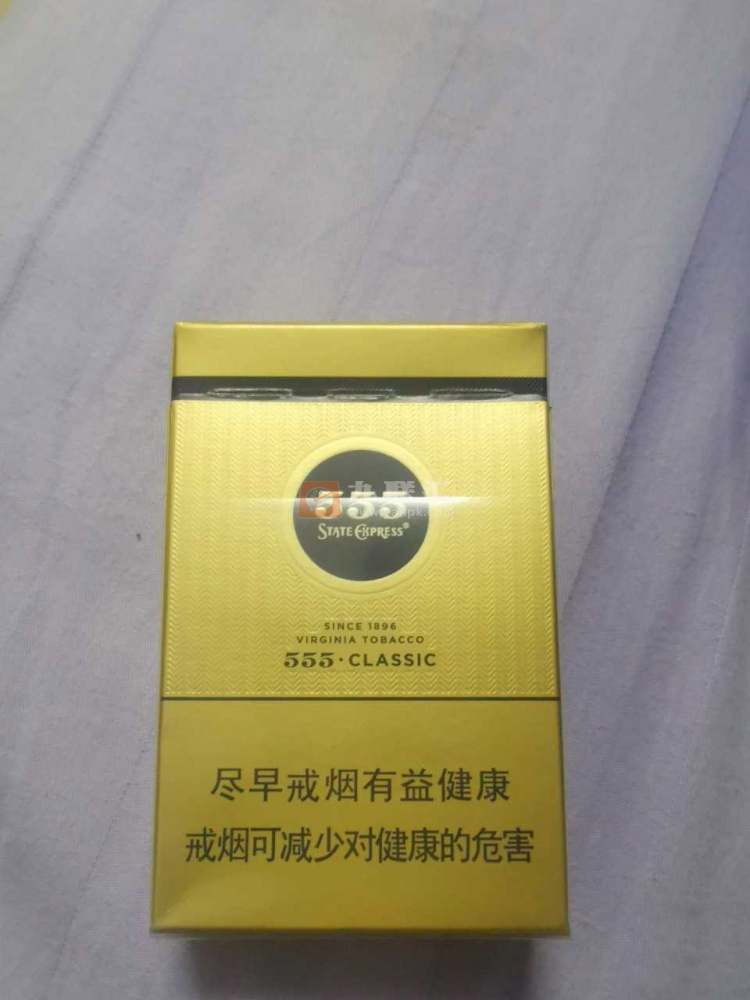 555
STATE EXPRESS®
SINCE 1896
VIRGINIA TOBACCO
555·CLASSIC
尽早戒烟有益健康
戒烟可减少对健康的危害